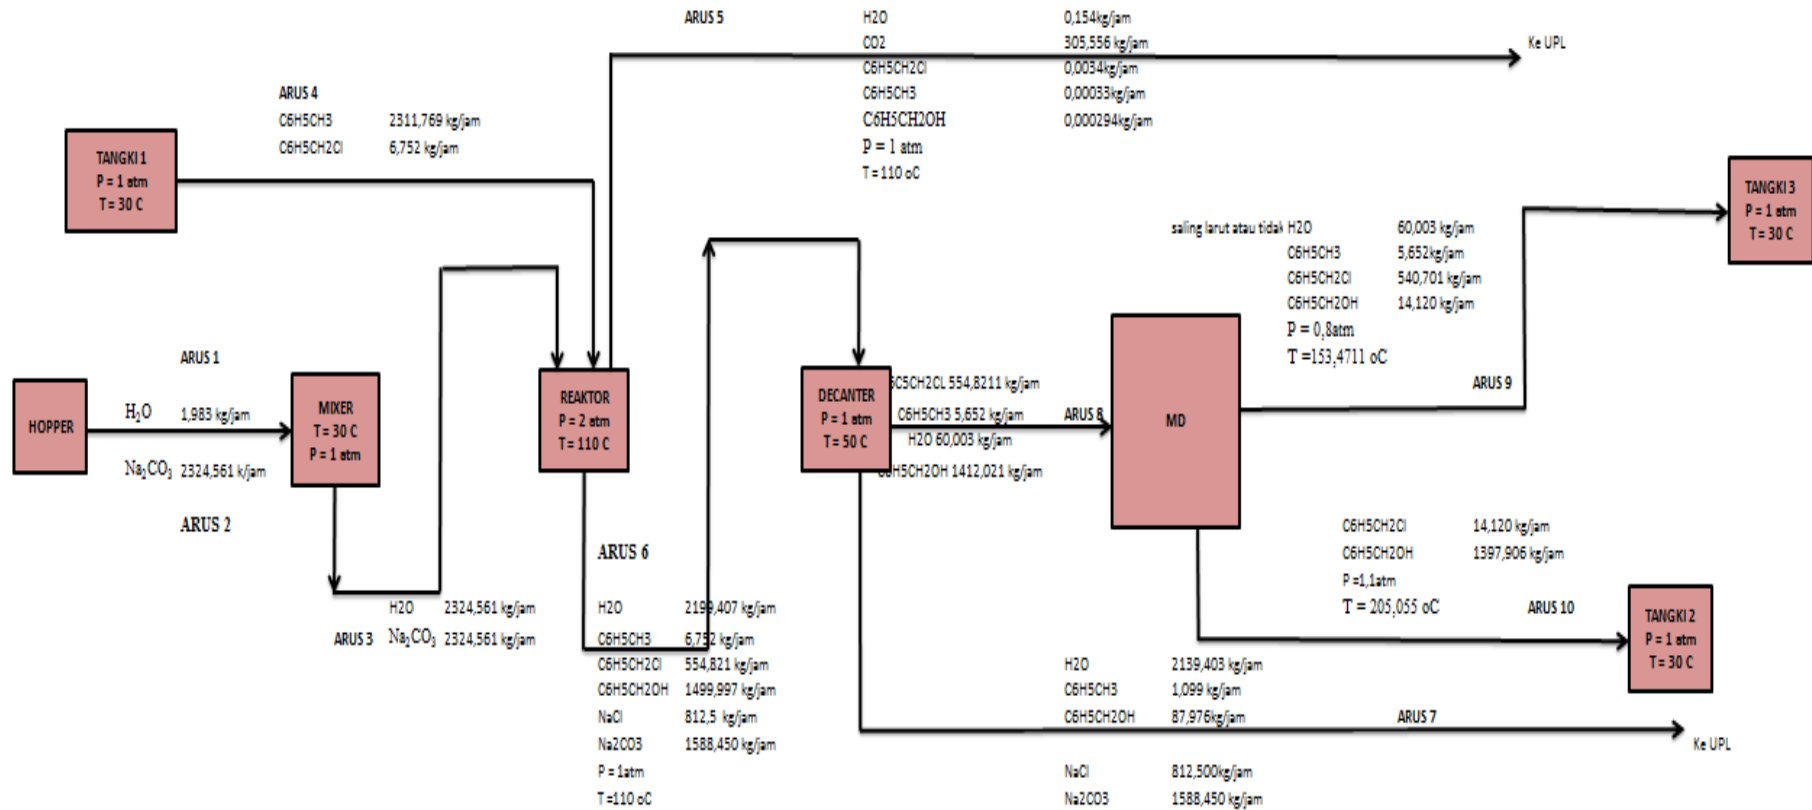 ARUS 5
H2O 0,154kg/jam
CO2 305,556 kg/jam
C6H5CH2Cl 0,0034kg/jam
C6H5CH3 0,00033kg/jam
C6H5CH2OH 0,000294kg/jam
P = 1 atm
T = 110 oC
Ke UPL
ARUS 4
C6H5CH3 2311,769 kg/jam
C6H5CH2Cl 6,752 kg/jam
TANGKI 1
P = 1 atm
T = 30 C
TANGKI 3
P = 1 atm
T = 30 C
saling larut atau tidak H2O 60,003 kg/jam
C6H5CH3 5,652kg/jam
C6H5CH2Cl 540,701 kg/jam
C6H5CH2OH 14,120 kg/jam
P = 0,8atm
T =153,4711 oC
ARUS 9
ARUS 1
HOPPER
H₂O 1,983 kg/jam
Na₂CO₃ 2324,561 k/jam
ARUS 2
MIXER
T = 30 C
P = 1 atm
REAKTOR
P = 2 atm
T = 110 C
DECANTER
P = 1 atm
T = 50 C
C5CH2CL 554,8211 kg/jam
C6H5CH3 5,652 kg/jam
ARUS 8
H2O 60,003 kg/jam
C6H5CH2OH 1412,021 kg/jam
MD
C6H5CH2Cl 14,120 kg/jam
C6H5CH2OH 1397,906 kg/jam
P =1,1atm
T = 205,055 oC
ARUS 10
TANGKI 2
P = 1 atm
T = 30 C
H2O 2324,561 kg/jam
ARUS 3 Na₂CO₃ 2324,561 kg/jam
ARUS 6
H2O 2199,407 kg/jam
C6H5CH3 6,752 kg/jam
C6H5CH2Cl 554,821 kg/jam
C6H5CH2OH 1499,997 kg/jam
NaCl 812,5 kg/jam
Na2CO3 1588,450 kg/jam
P = 1atm
T =110 oC
H2O 2139,403 kg/jam
C6H5CH3 1,099 kg/jam
C6H5CH2OH 87,976kg/jam
ARUS 7
Ke UPL
NaCl 812,500kg/jam
Na2CO3 1588,450 kg/jam